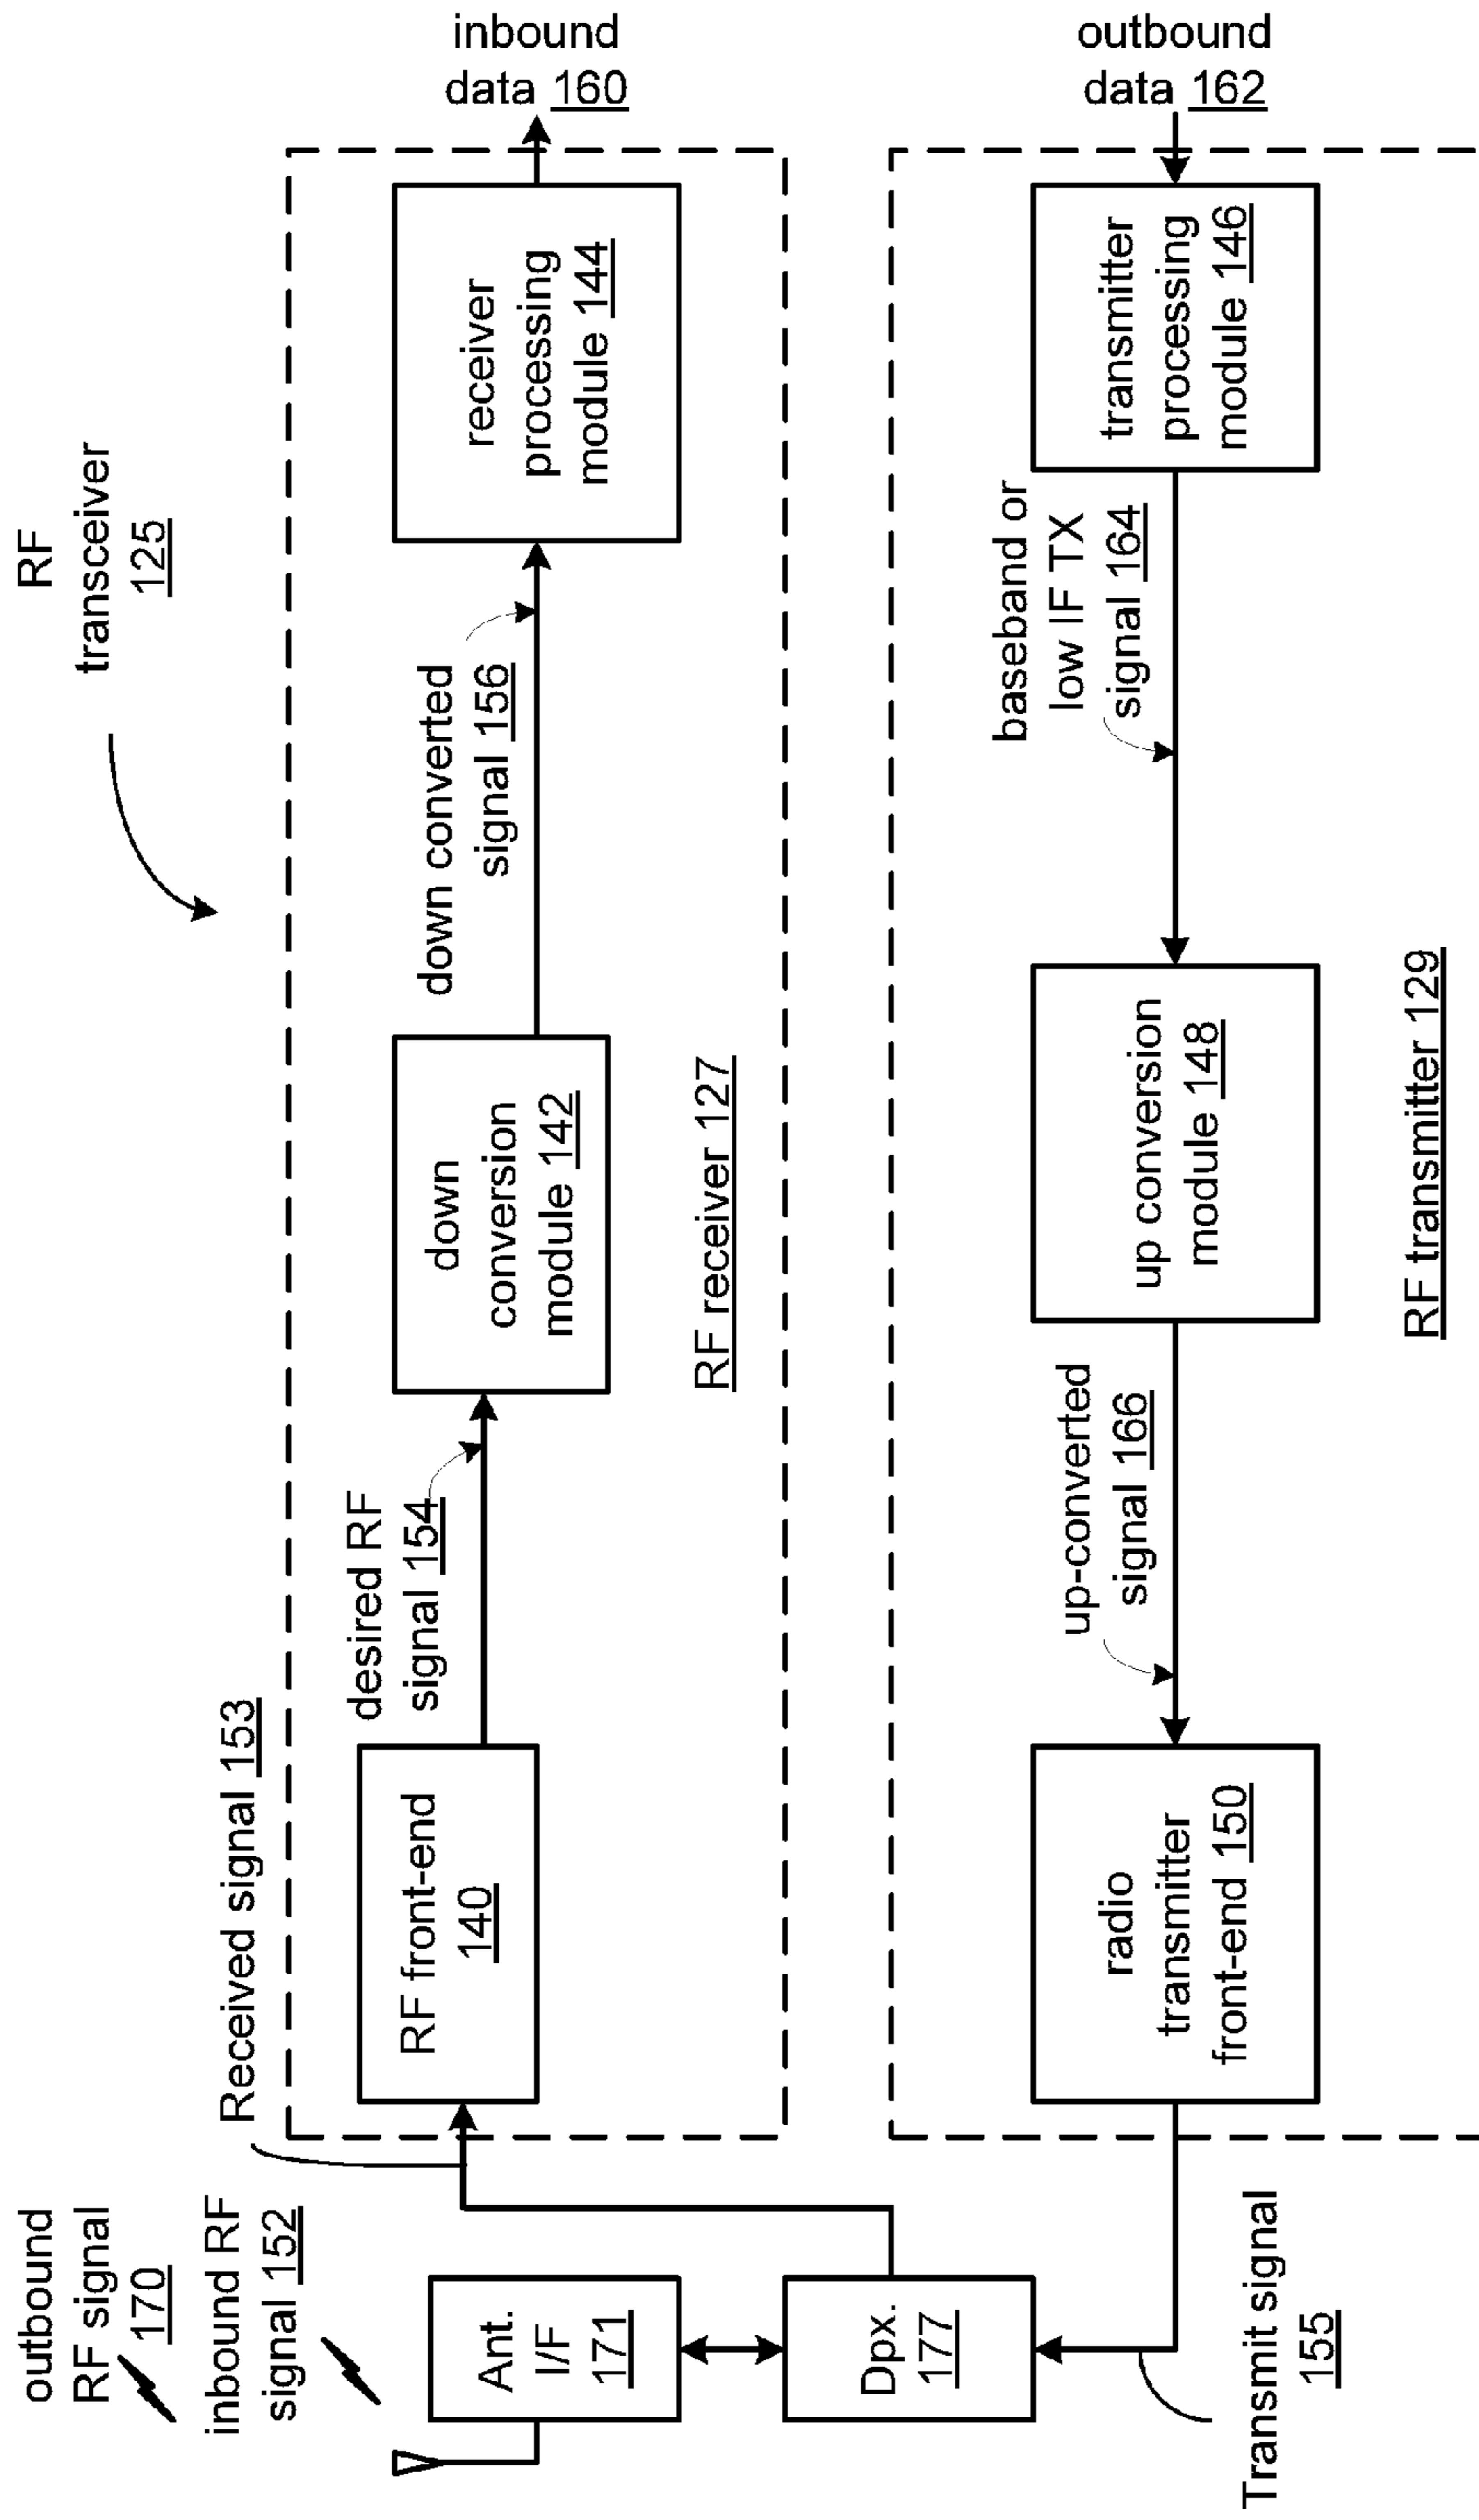 RF
transceiver
125
outbound
RF signal
170
inbound RF
signal 152
Received signal 153
desired RF
signal 154
down converted
signal 156
inbound
data 160
Ant.
I/F
171
RF front-end
140
down
conversion
module 142
receiver
processing
module 144
RF receiver 127
Dpx.
177
Transmit signal
155
radio
transmitter
front-end 150
up-converted
signal 166
up conversion
module 148
baseband or
low IF TX
signal 164
transmitter
processing
module 146
outbound
data 162
RF transmitter 129